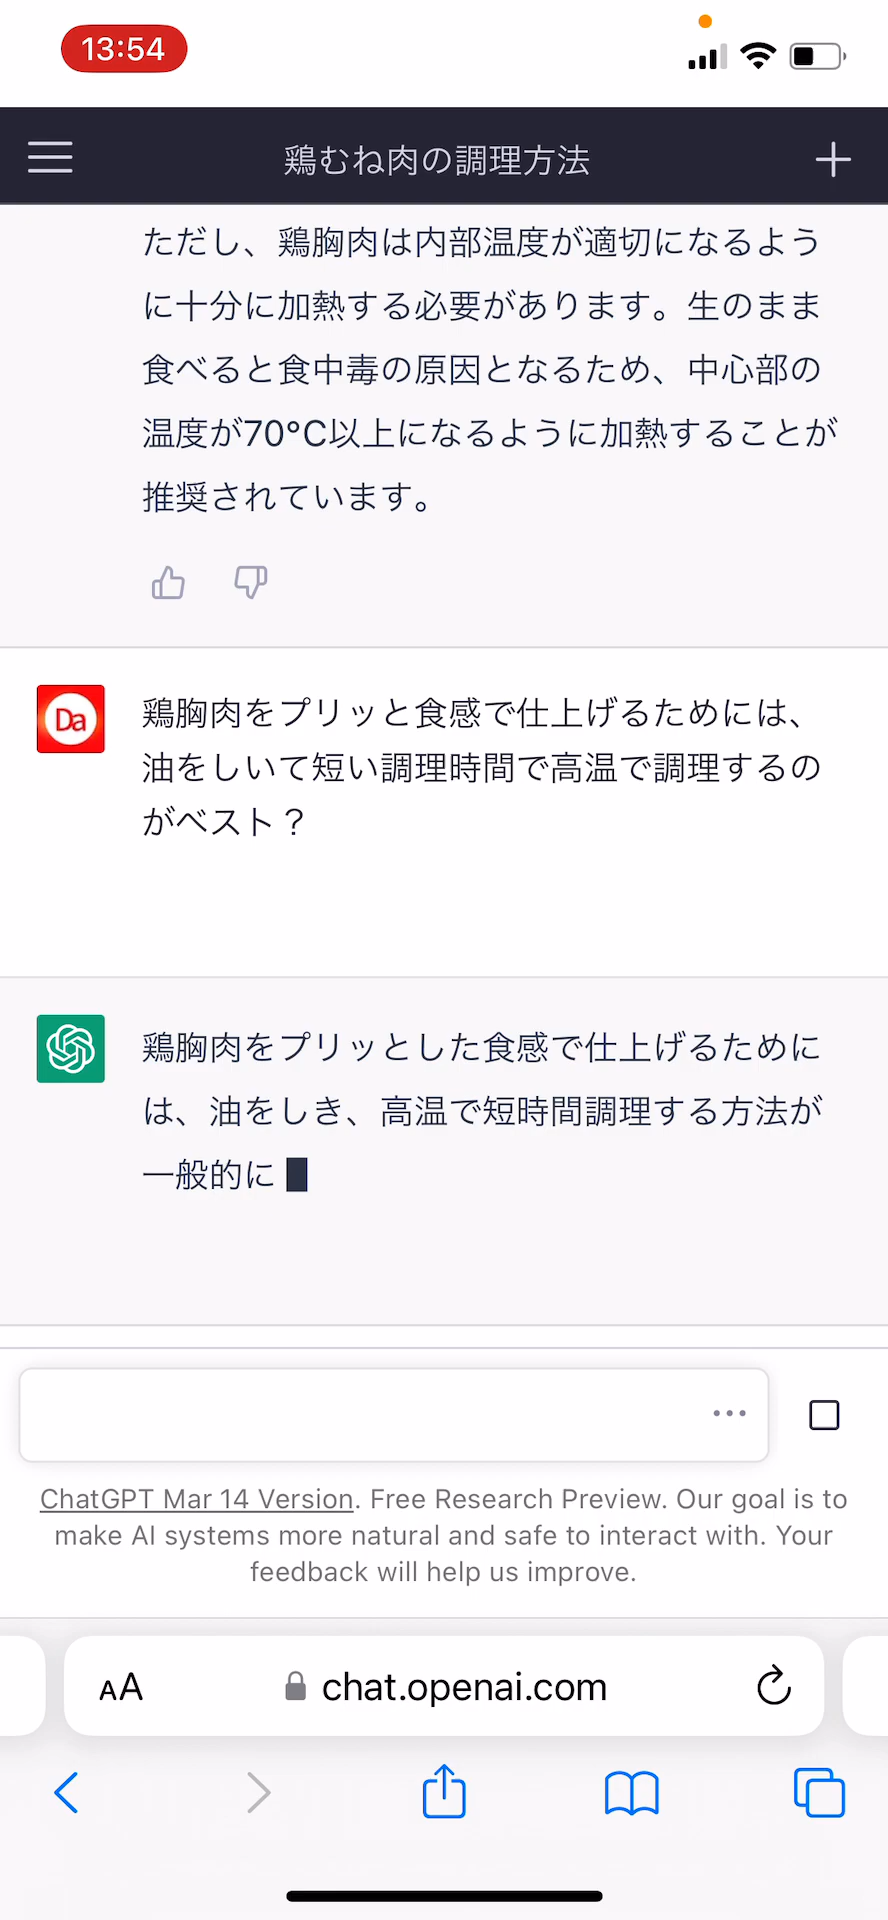 13:54
鶏むね肉の調理方法
ただし、鶏胸肉は内部温度が適切になるよう
に十分に加熱する必要があります。生のまま
食べると食中毒の原因となるため、中心部の
温度が70°C以上になるように加熱することが
推奨されています。
Da
鶏胸肉をプリッと食感で仕上げるためには、
油をしいて短い調理時間で高温で調理するの
がベスト？
鶏胸肉をプリッとした食感で仕上げるために
は、油をしき、高温で短時間調理する方法が
一般的に
ChatGPT Mar 14 Version. Free Research Preview. Our goal is to
make AI systems more natural and safe to interact with. Your
feedback will help us improve.
AA chat.openai.com